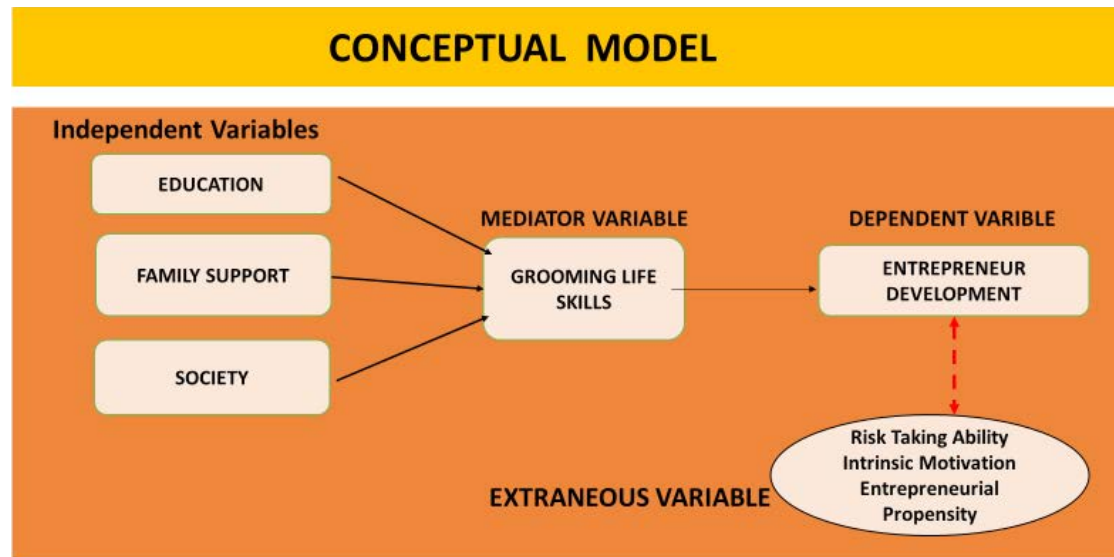 CONCEPTUAL MODEL
Independent Variables
EDUCATION
FAMILY SUPPORT
SOCIETY
MEDIATOR VARIABLE
GROOMING LIFE
SKILLS
DEPENDENT VARIBLE
ENTREPRENEUR
DEVELOPMENT
Risk Taking Ability
Intrinsic Motivation
Entrepreneurial
Propensity
EXTRANEOUS VARIABLE